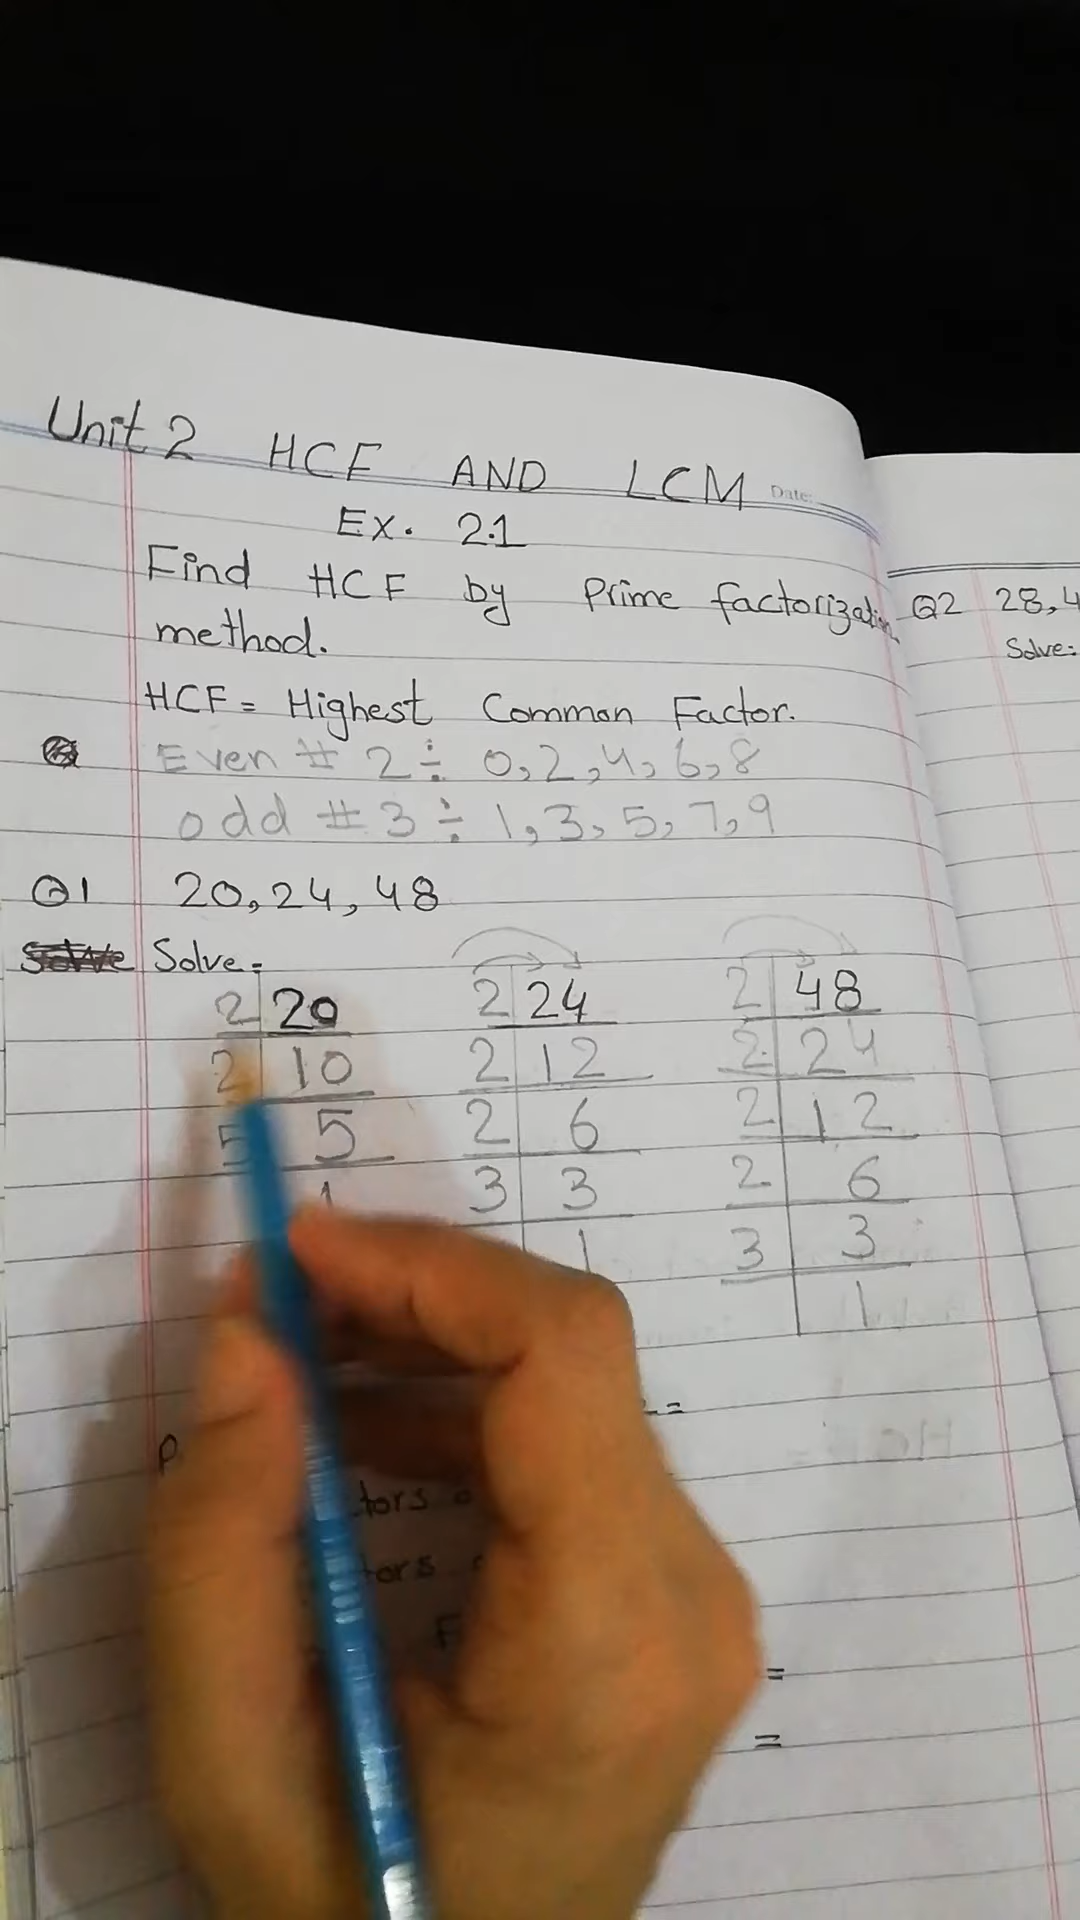 Unit 2 HCF AND LCM
Date:
Ex. 2.1
Find HCF by Prime factorization
method.
HCF = Highest Common Factor.
Even # 2 ÷ 0, 2, 4, 6, 8
odd # 3 ÷ 1, 3, 5, 7, 9
Q1 20, 24, 48
Solve:-
2 20
2 10
5 5
1
2 24
2 12
2 6
3 3
1
2 48
2 24
2 12
2 6
3 3
1
=
P
tors
tors
F
=
=
Q2 28, 4
Solve: